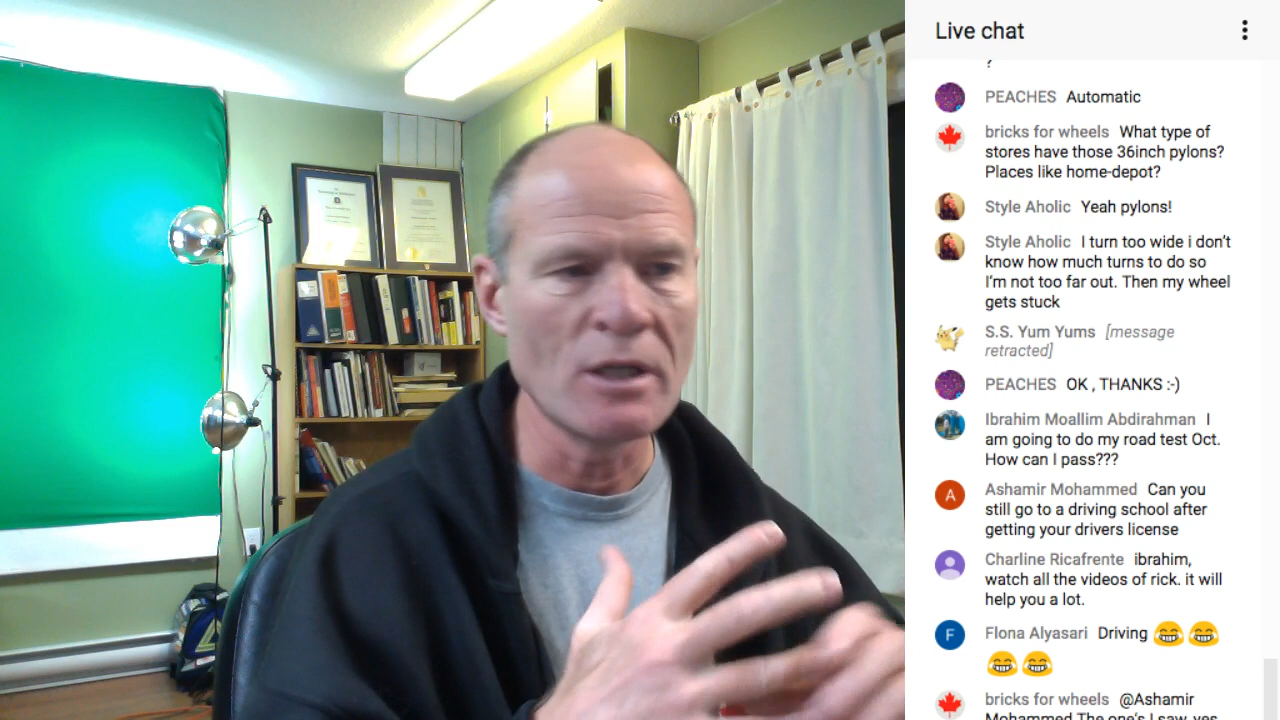 Live chat
?
PEACHES Automatic
bricks for wheels What type of
stores have those 36inch pylons?
Places like home-depot?
Style Aholic Yeah pylons!
Style Aholic I turn too wide i don't
know how much turns to do so
I'm not too far out. Then my wheel
gets stuck
S.S. Yum Yums [message
retracted]
PEACHES OK , THANKS :-)
Ibrahim Moallim Abdirahman I
am going to do my road test Oct.
How can I pass???
A
Ashamir Mohammed Can you
still go to a driving school after
getting your drivers license
Charline Ricafrente ibrahim,
watch all the videos of rick. it will
help you a lot.
F
Flona Alyasari Driving 😂 😂
😂 😂
bricks for wheels @Ashamir
Mohammed The one's I saw, yes